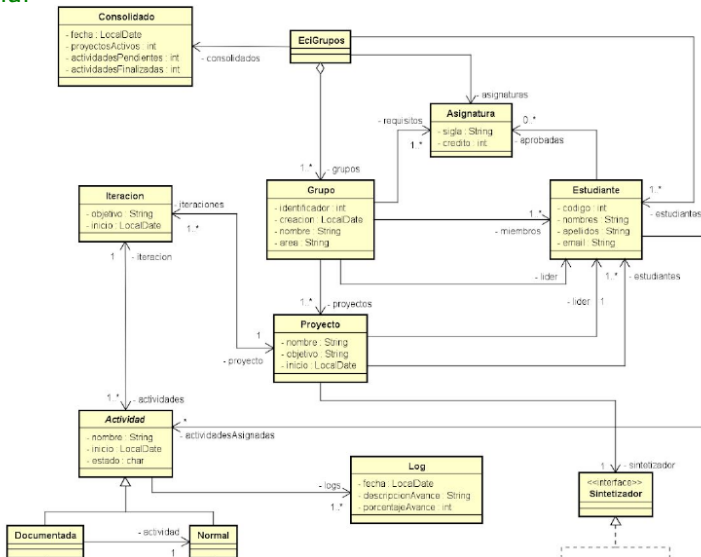 Consolidado
- fecha : LocalDate
- proyectosActivos : int
- actividadesPendientes : int
- actividadesFinalizadas : int
EciGrupos
- consolidados
- asignaturas
Asignatura
- sigla : String
- credito : int
- requisitos
1..*
0..*
- aprobadas
1..*
- grupos
Grupo
- identificador : int
- creacion : LocalDate
- nombre : String
- area : String
Estudiante
- codigo : int
- nombres : String
- apellidos : String
- email : String
1..*
- estudiantes
1..*
- miembros
Iteracion
- objetivo : String
- inicio : LocalDate
- iteraciones
1..*
1
- iteracion
- lider
- lider
1
1..*
- estudiantes
1..*
- proyectos
Proyecto
- nombre : String
- objetivo : String
- inicio : LocalDate
1
- proyecto
1..*
- actividades
Actividad
- nombre : String
- inicio : LocalDate
- estado : char
*
- actividadesAsignadas
- logs
1..*
Log
- fecha : LocalDate
- descripcionAvance : String
- porcentajeAvance : int
1
- sintetizador
<<interface>>
Sintetizador
Documentada
- actividad
1
Normal